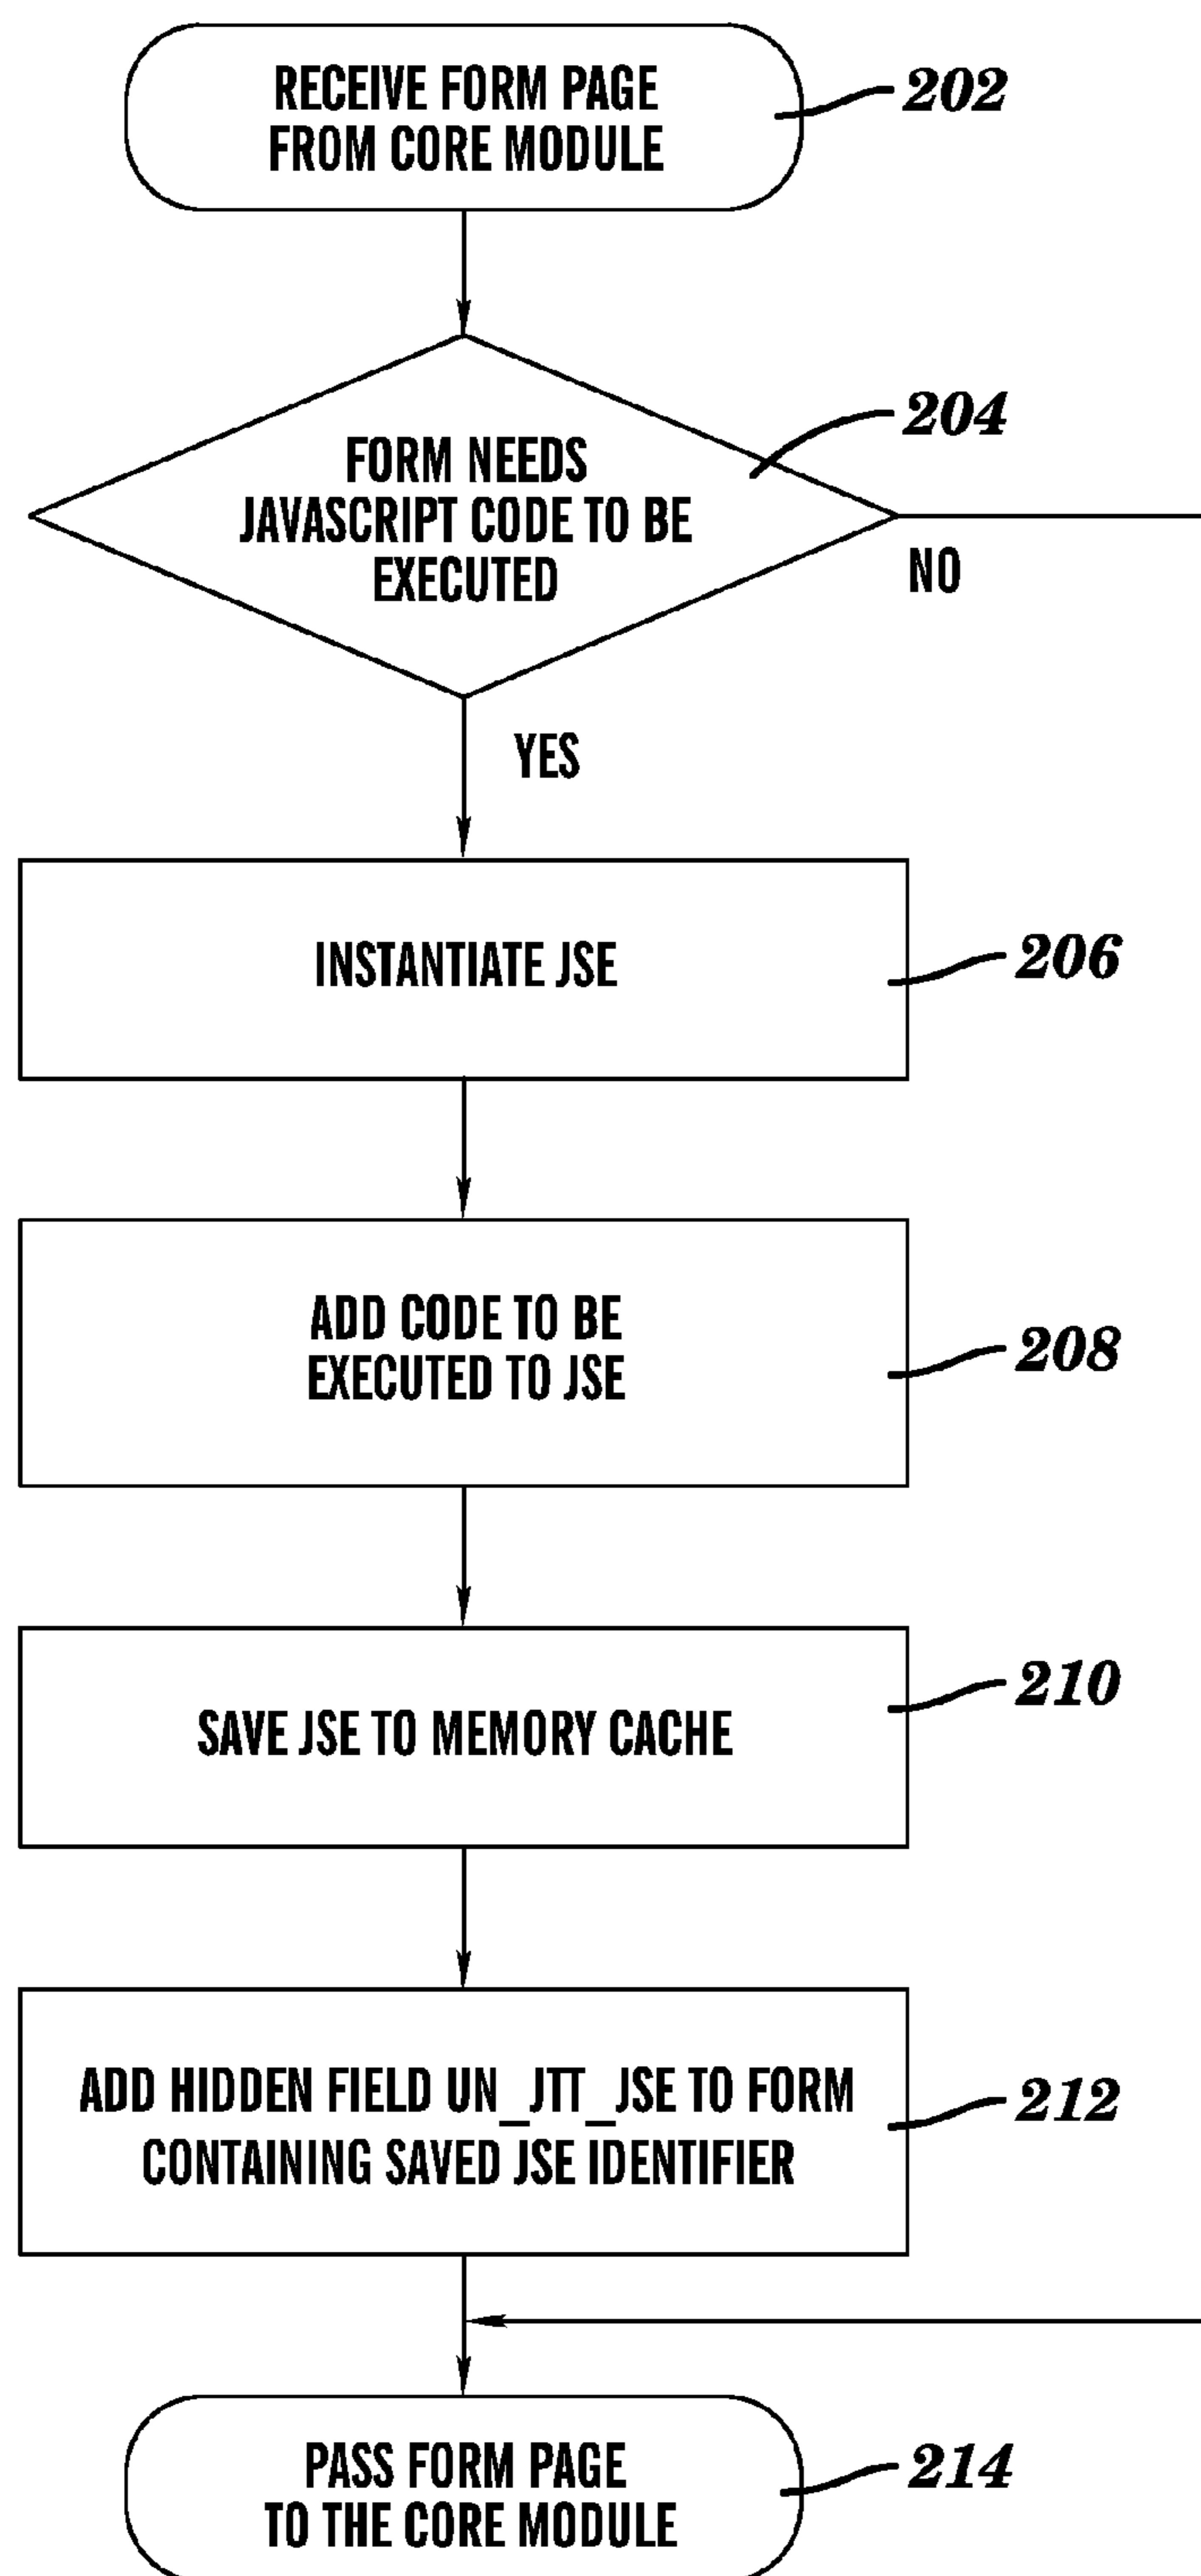 RECEIVE FORM PAGE
FROM CORE MODULE
202
FORM NEEDS
JAVASCRIPT CODE TO BE
EXECUTED
204
NO
YES
INSTANTIATE JSE
206
ADD CODE TO BE
EXECUTED TO JSE
208
SAVE JSE TO MEMORY CACHE
210
ADD HIDDEN FIELD UN_JTT_JSE TO FORM
CONTAINING SAVED JSE IDENTIFIER
212
PASS FORM PAGE
TO THE CORE MODULE
214